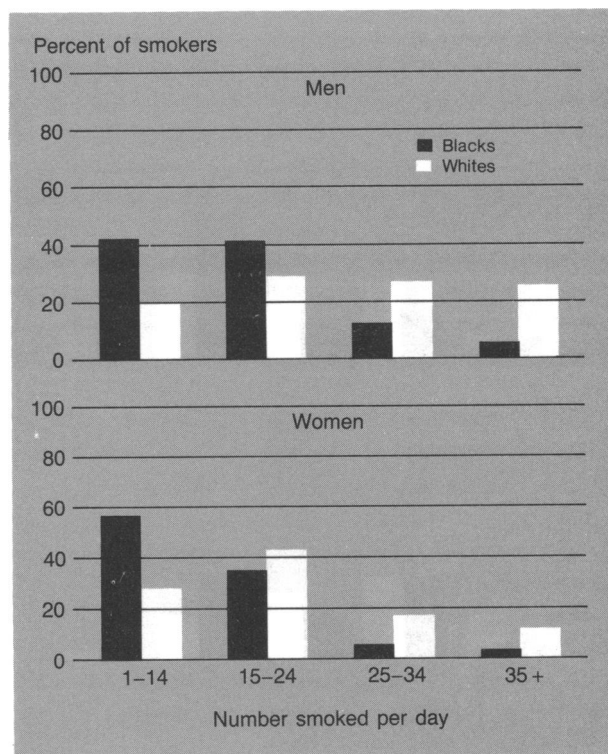 Percent of smokers
100
Men
80
Blacks
Whites
60
40
20
0
100
Women
80
60
40
20
0
1–14 15–24 25–34 35 +
Number smoked per day